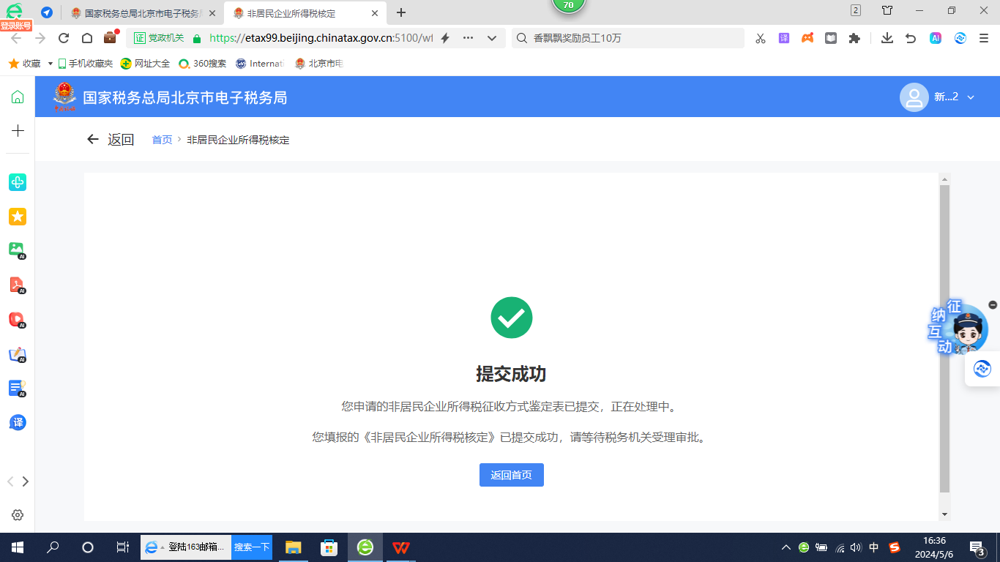 70
国家税务总局北京市电子税务局
非居民企业所得税核定
2
登录账号
证 党政机关
https://etax99.beijing.chinatax.gov.cn:5100/wf
香飘飘奖励员工10万
译
AI
收藏
手机收藏夹
网址大全
360搜索
Internati
北京市电
国家税务总局北京市电子税务局
新...2
返回
首页 > 非居民企业所得税核定
AI
AI
AI
AI
AI
译
征纳互动
提交成功
您申请的非居民企业所得税征收方式鉴定表已提交，正在处理中。
您填报的《非居民企业所得税核定》已提交成功，请等待税务机关受理审批。
返回首页
登陆163邮箱...
搜索一下
中
16:36
2024/5/6
3